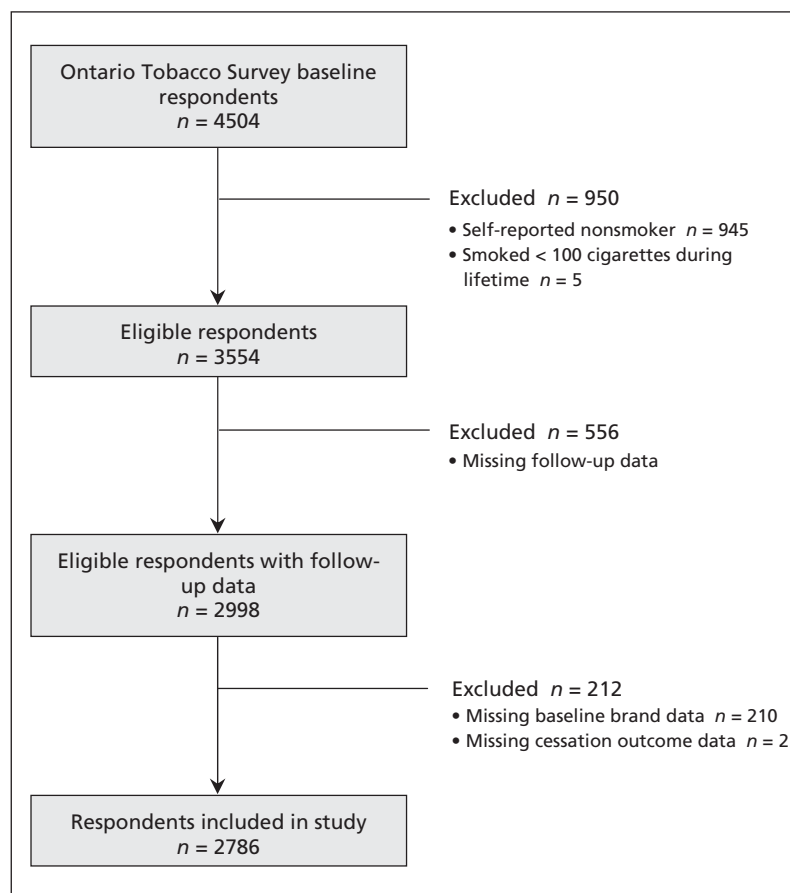 Ontario Tobacco Survey baseline
respondents
n = 4504
Excluded n = 950
• Self-reported nonsmoker n = 945
• Smoked < 100 cigarettes during
lifetime n = 5
Eligible respondents
n = 3554
Excluded n = 556
• Missing follow-up data
Eligible respondents with follow-
up data
n = 2998
Excluded n = 212
• Missing baseline brand data n = 210
• Missing cessation outcome data n = 2
Respondents included in study
n = 2786